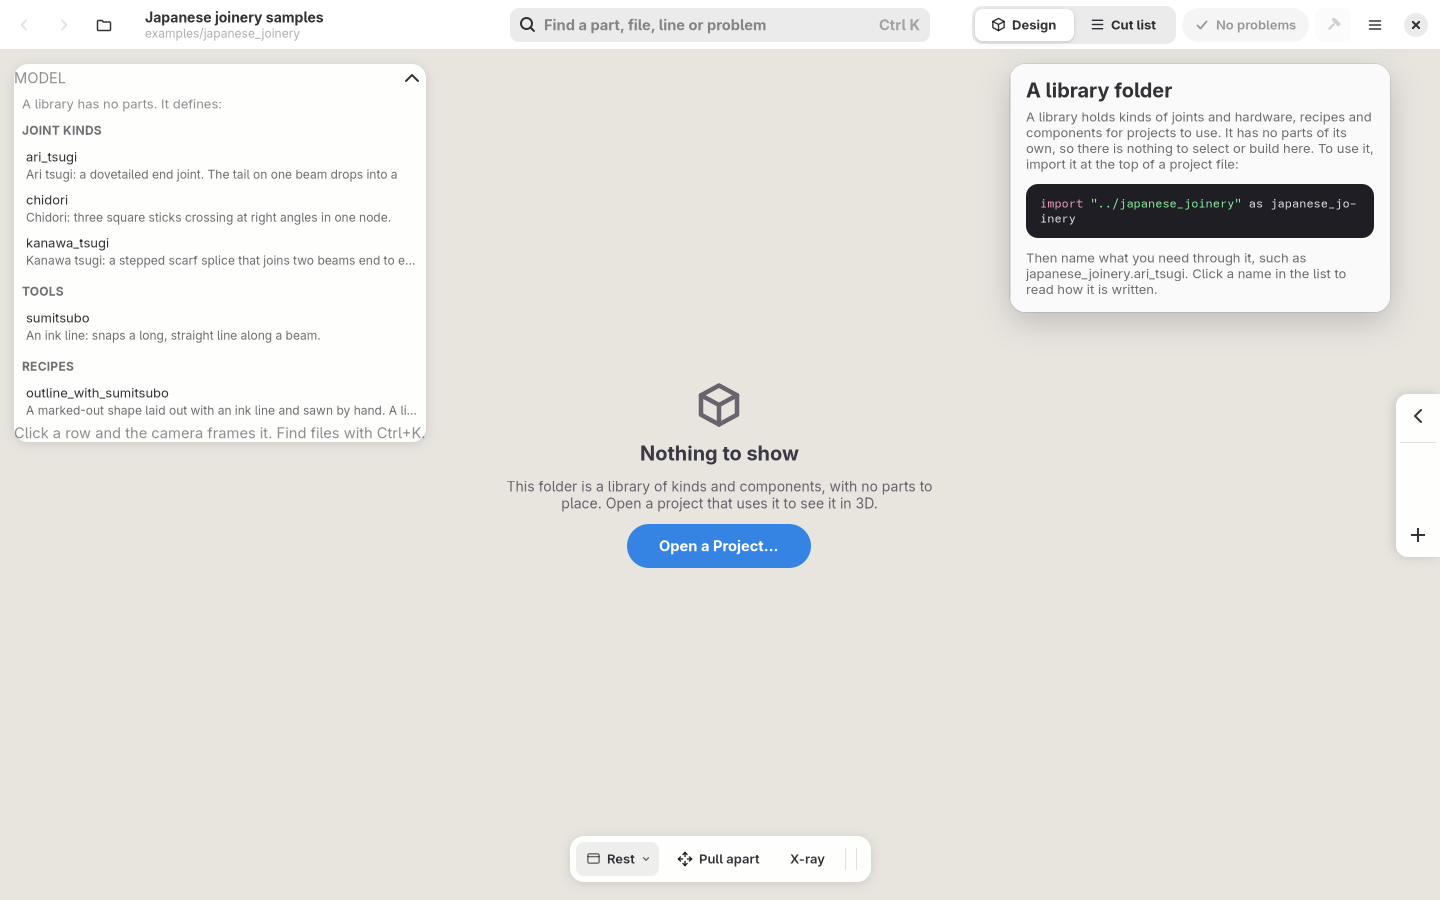 Japanese joinery samples
examples/japanese_joinery
Find a part, file, line or problem
Ctrl K
Design
Cut list
No problems
MODEL
A library has no parts. It defines:
JOINT KINDS
ari_tsugi
Ari tsugi: a dovetailed end joint. The tail on one beam drops into a
chidori
Chidori: three square sticks crossing at right angles in one node.
kanawa_tsugi
Kanawa tsugi: a stepped scarf splice that joins two beams end to e...
TOOLS
sumitsubo
An ink line: snaps a long, straight line along a beam.
RECIPES
outline_with_sumitsubo
A marked-out shape laid out with an ink line and sawn by hand. A li...
Click a row and the camera frames it. Find files with Ctrl+K.
A library folder
A library holds kinds of joints and hardware, recipes and
components for projects to use. It has no parts of its
own, so there is nothing to select or build here. To use it,
import it at the top of a project file:
import "../japanese_joinery" as japanese_jo-
inery
Then name what you need through it, such as
japanese_joinery.ari_tsugi. Click a name in the list to
read how it is written.
Nothing to show
This folder is a library of kinds and components, with no parts to
place. Open a project that uses it to see it in 3D.
Open a Project...
Rest
Pull apart
X-ray